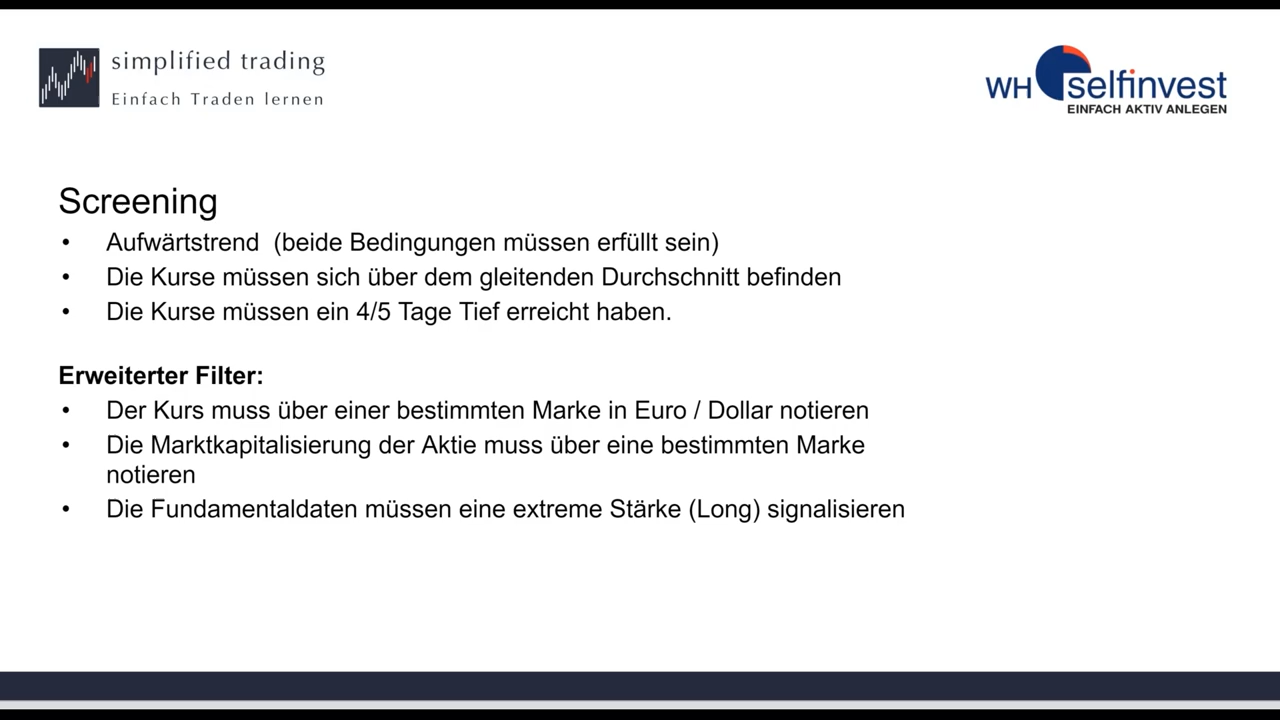 simplified trading
Einfach Traden lernen
WH selfinvest
EINFACH AKTIV ANLEGEN
Screening
• Aufwärtstrend  (beide Bedingungen müssen erfüllt sein)
• Die Kurse müssen sich über dem gleitenden Durchschnitt befinden
• Die Kurse müssen ein 4/5 Tage Tief erreicht haben.
Erweiterter Filter:
• Der Kurs muss über einer bestimmten Marke in Euro / Dollar notieren
• Die Marktkapitalisierung der Aktie muss über eine bestimmten Marke
notieren
• Die Fundamentaldaten müssen eine extreme Stärke (Long) signalisieren